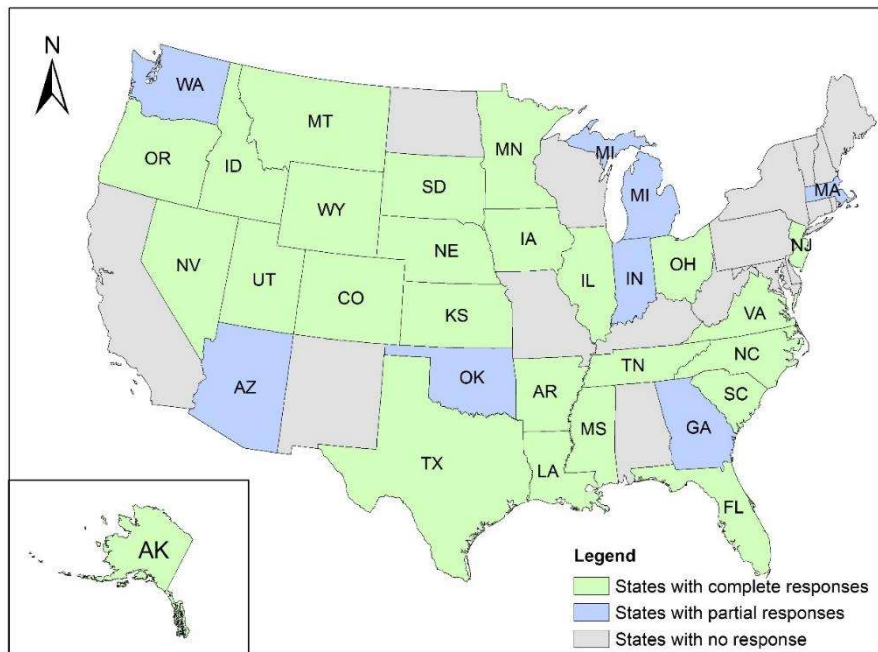 N
WA
MT
OR
ID
MN
MI
MA
SD
MI
WY
IA
NE
NJ
OH
IL
IN
NV
UT
CO
VA
KS
NC
TN
OK
AR
SC
AZ
MS
GA
TX
LA
FL
AK
Legend
States with complete responses
States with partial responses
States with no response